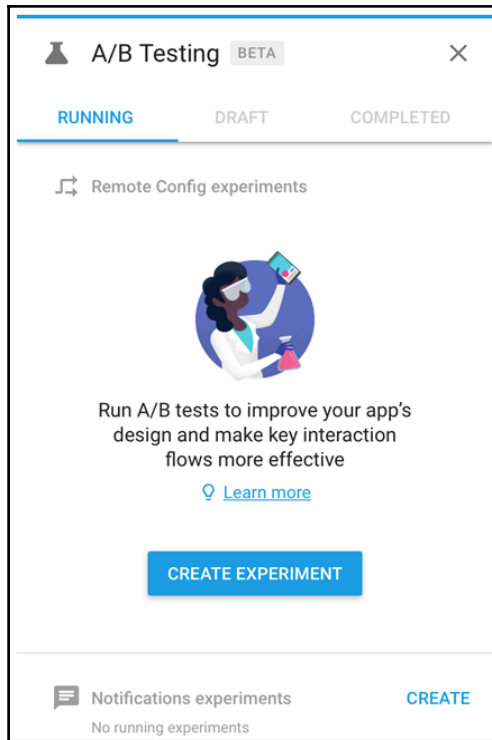 A/B Testing BETA
RUNNING DRAFT COMPLETED
Remote Config experiments
Run A/B tests to improve your app's
design and make key interaction
flows more effective
Learn more
CREATE EXPERIMENT
Notifications experiments CREATE
No running experiments